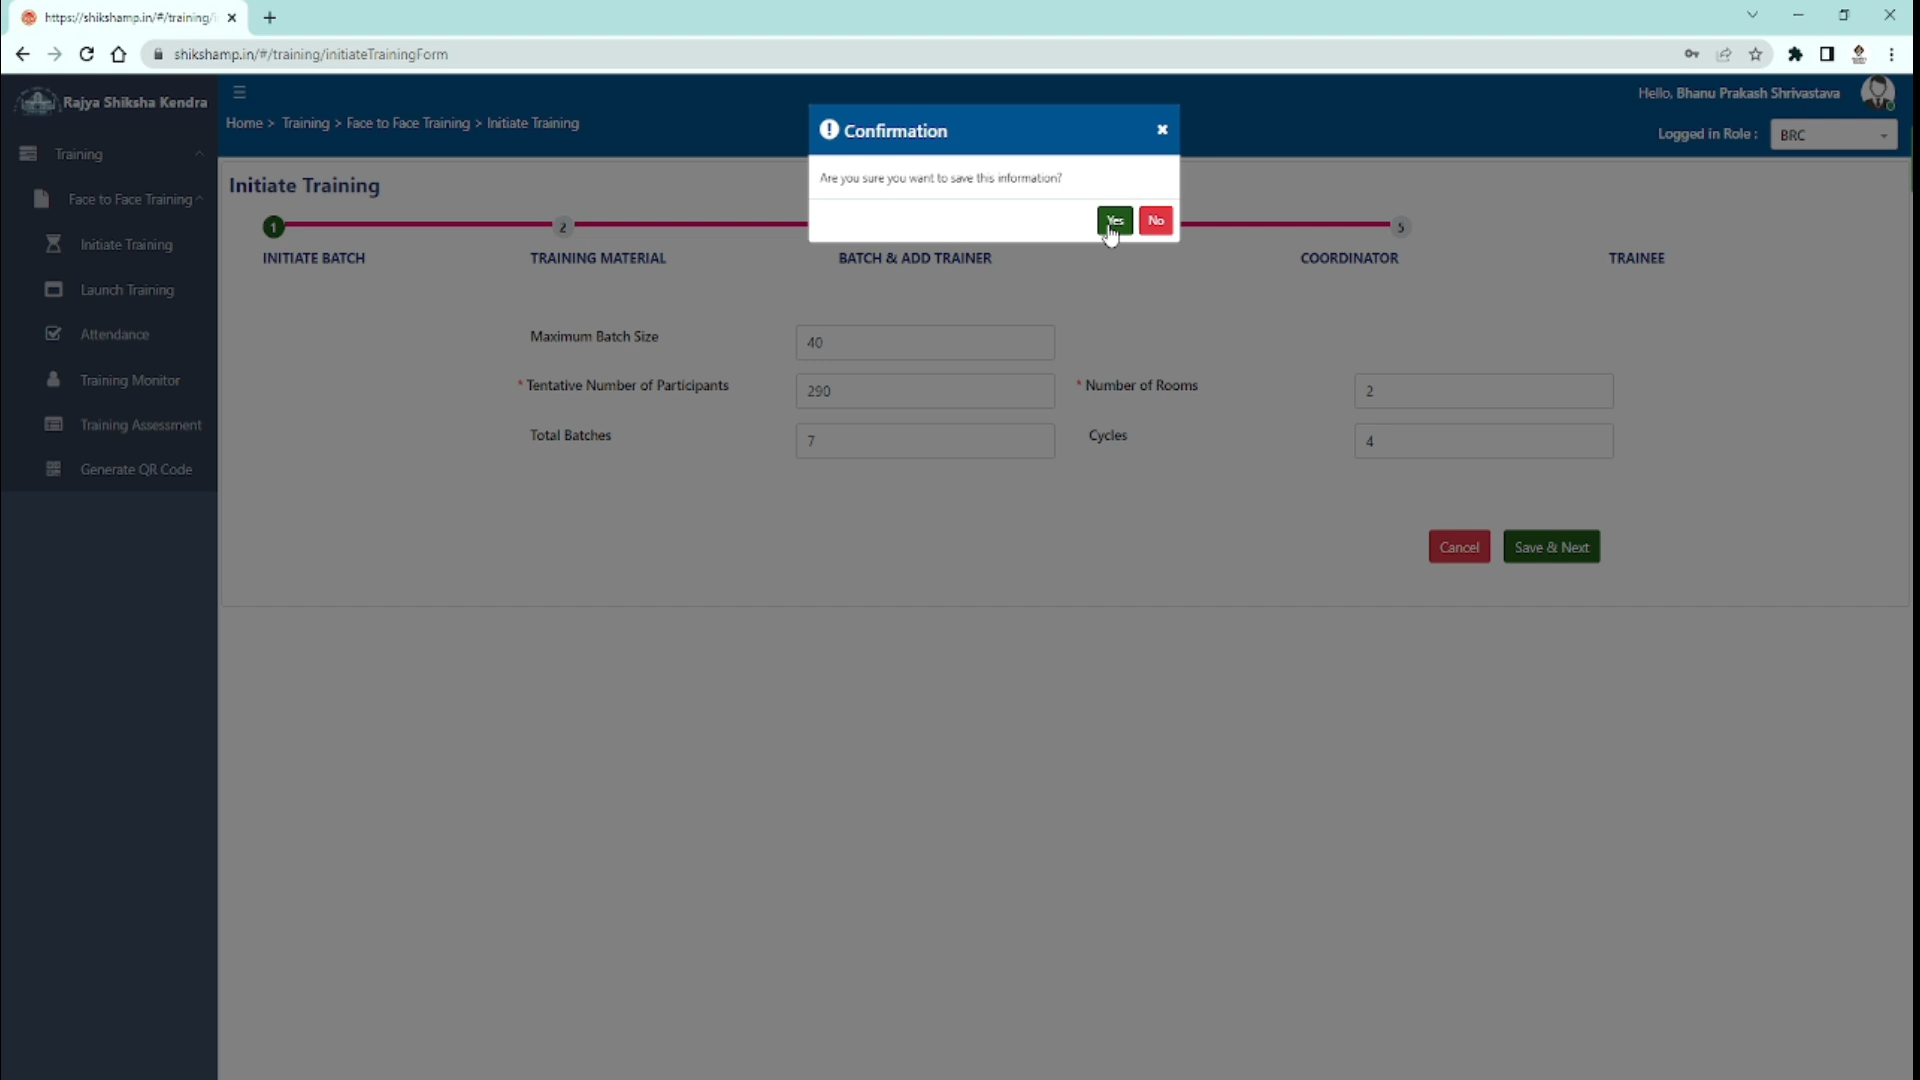 https://shikshamp.in/#/training/i
shikshamp.in/#/training/initiateTrainingForm
Rajya Shiksha Kendra
Hello, Bhanu Prakash Shrivastava
Home > Training > Face to Face Training > Initiate Training
Logged in Role :
BRC
Confirmation
Are you sure you want to save this information?
Yes
No
Training
Face to Face Training
Initiate Training
Launch Training
Attendance
Training Monitor
Training Assessment
Generate QR Code
Initiate Training
1
2
5
INITIATE BATCH
TRAINING MATERIAL
BATCH & ADD TRAINER
COORDINATOR
TRAINEE
Maximum Batch Size
40
* Tentative Number of Participants
290
* Number of Rooms
2
Total Batches
7
Cycles
4
Cancel
Save & Next